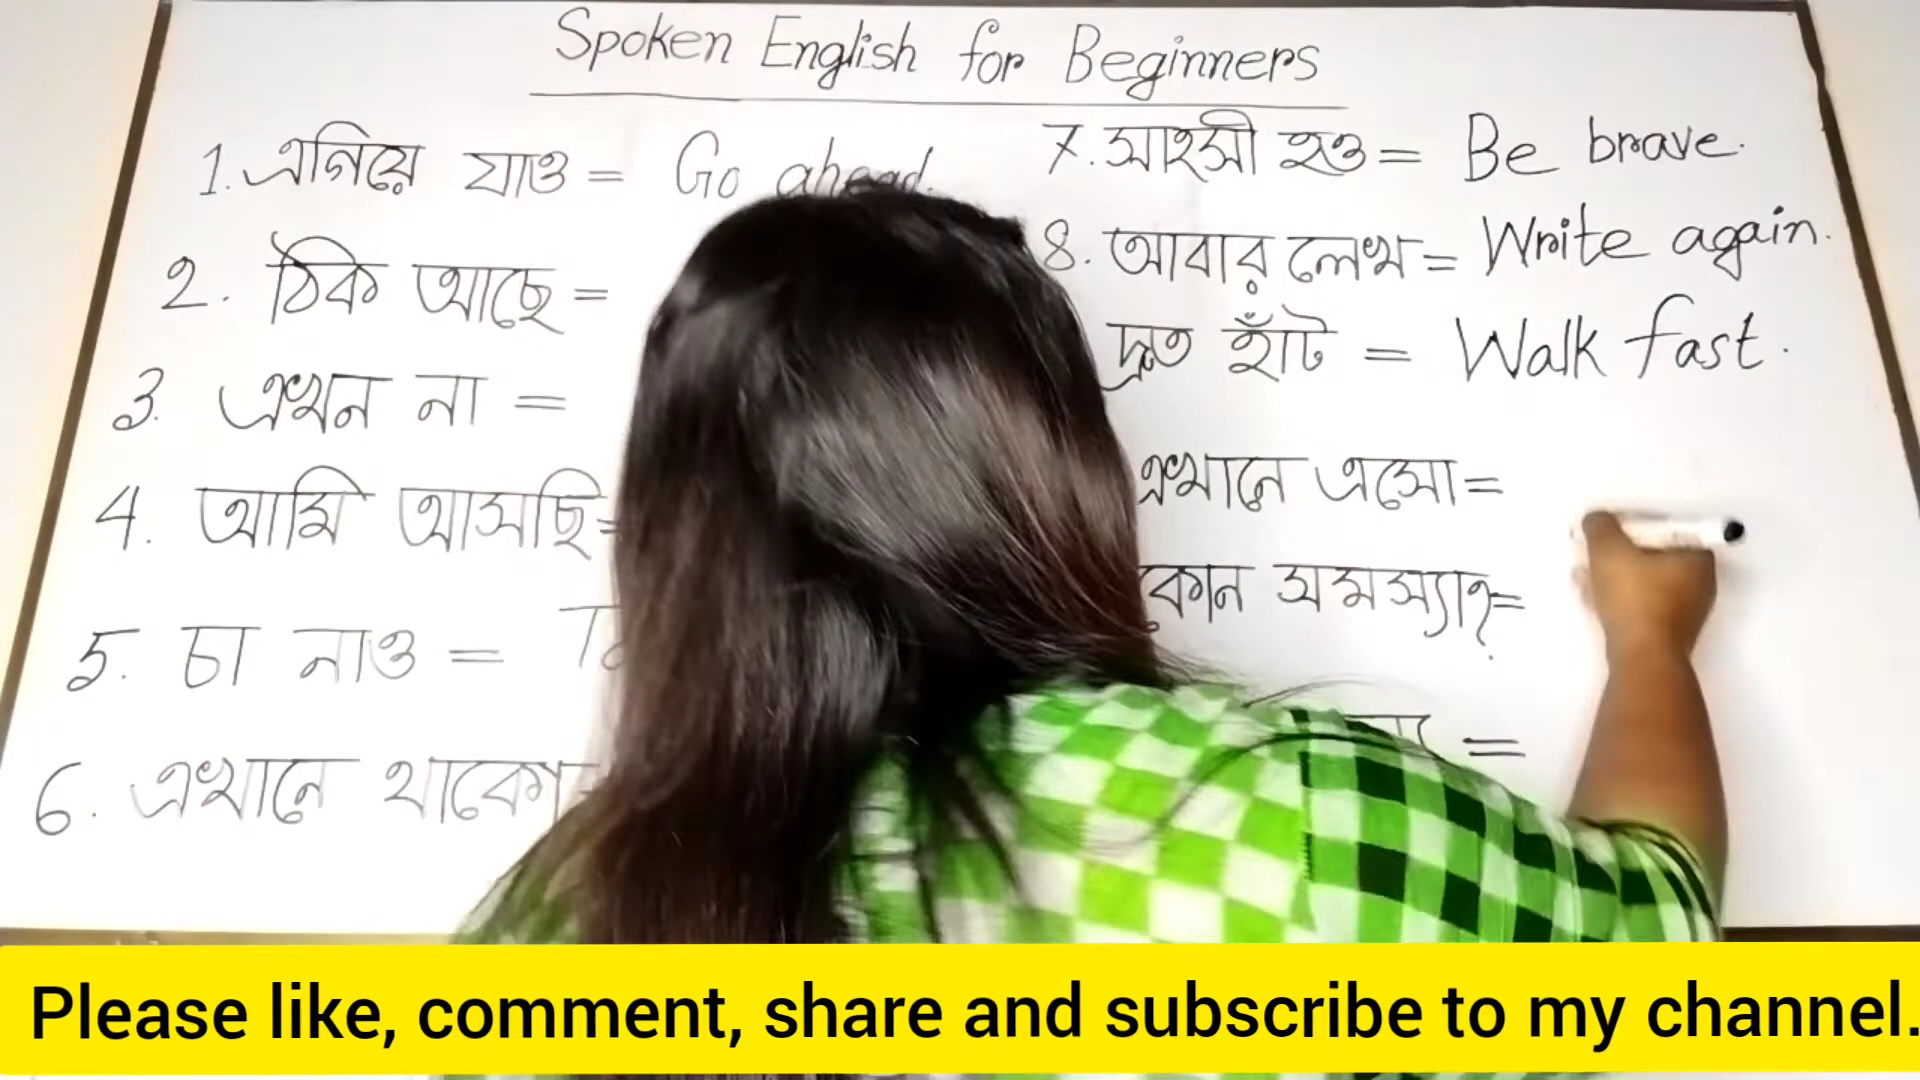 Spoken English for Beginners
1. এগিয়ে যাও = Go ahead.
2. ঠিক আছে =
3. এখন না =
4. আমি আসছি =
5. চা নাও =
6. এখানে থাকো
7. সাহসী হও = Be brave.
8. আবার লেখ = Write again.
দ্রুত হাঁট = Walk fast.
এখানে এসো =
কোন সমস্যা? =
=
Please like, comment, share and subscribe to my channel.